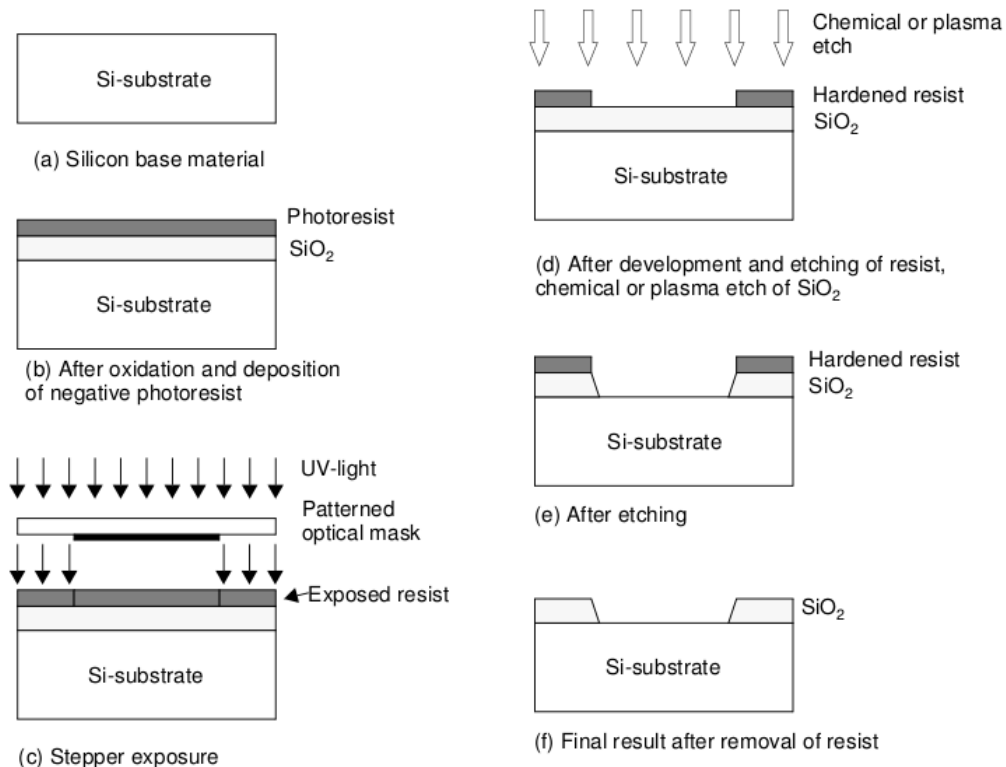 Si-substrate
(a) Silicon base material
Photoresist
SiO2
Si-substrate
(b) After oxidation and deposition
of negative photoresist
UV-light
Patterned
optical mask
Exposed resist
Si-substrate
(c) Stepper exposure
Chemical or plasma
etch
Hardened resist
SiO2
Si-substrate
(d) After development and etching of resist,
chemical or plasma etch of SiO2
Hardened resist
SiO2
Si-substrate
(e) After etching
SiO2
Si-substrate
(f) Final result after removal of resist